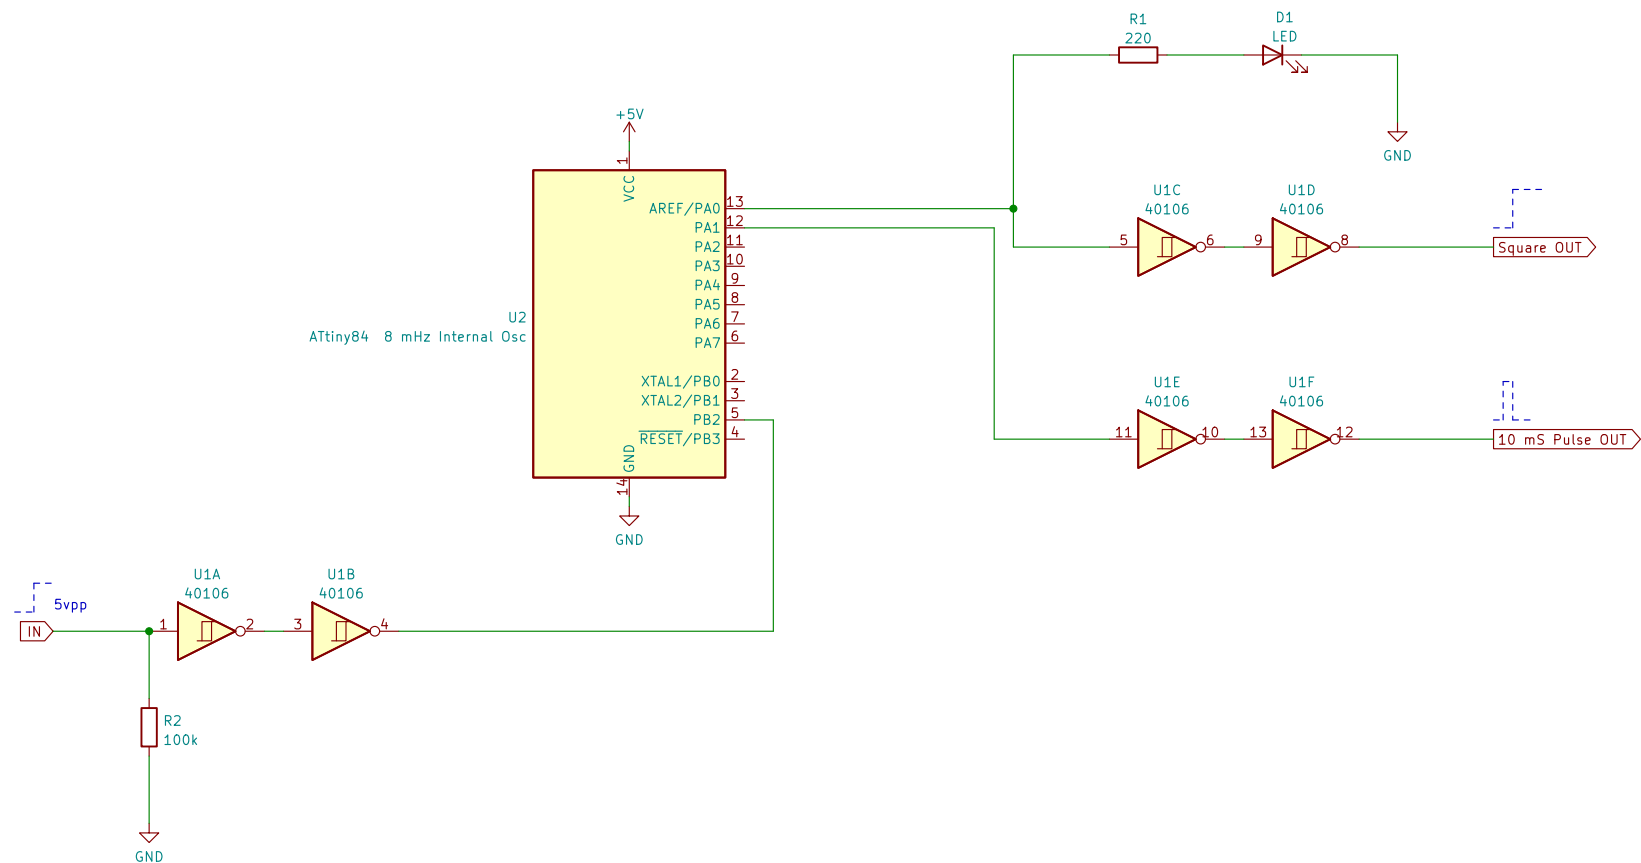 R1
220
D1
LED
GND
+5V
1
VCC
U2
ATtiny84  8 mHz Internal Osc
AREF/PA0 13
PA1 12
PA2 11
PA3 10
PA4 9
PA5 8
PA6 7
PA7 6
XTAL1/PB0 2
XTAL2/PB1 3
PB2 5
RESET/PB3 4
GND
14
GND
U1C
40106
5
6
U1D
40106
9
8
Square OUT
U1E
40106
11
10
U1F
40106
13
12
10 mS Pulse OUT
5vpp
IN
U1A
40106
1
2
U1B
40106
3
4
R2
100k
GND